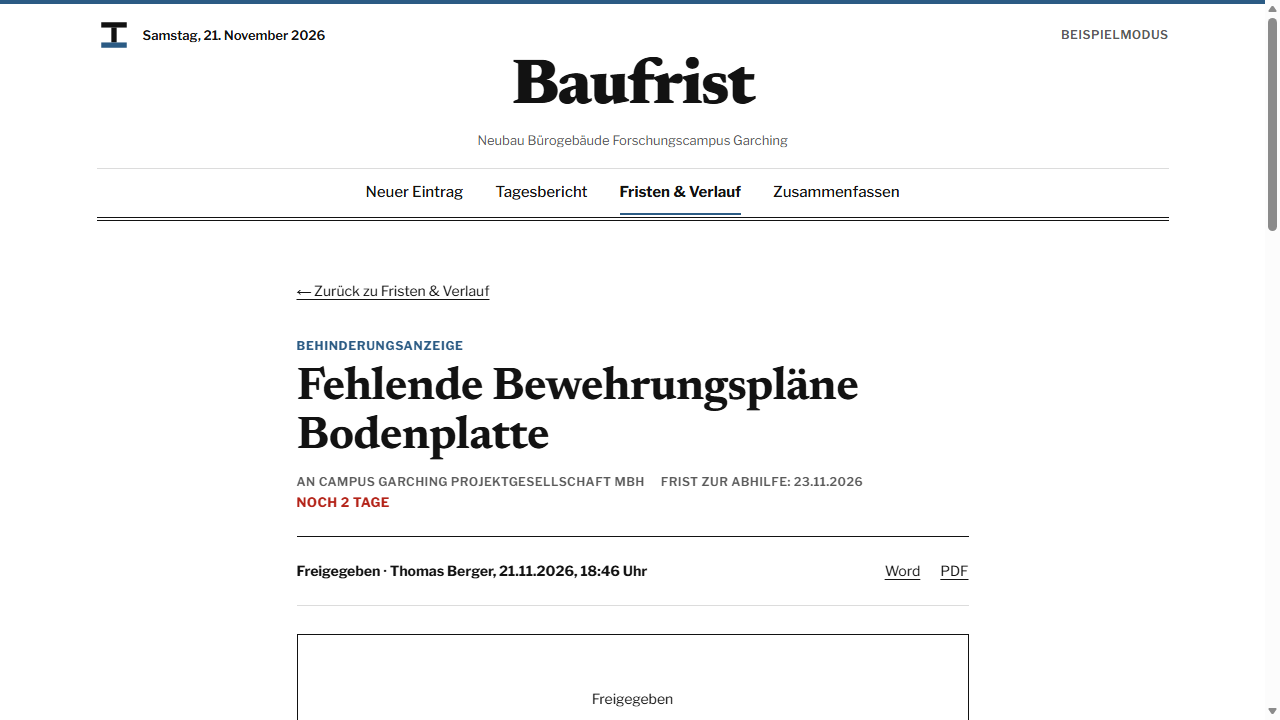 Samstag, 21. November 2026
BEISPIELMODUS
Baufrist
Neubau Bürogebäude Forschungscampus Garching
Neuer Eintrag
Tagesbericht
Fristen & Verlauf
Zusammenfassen
← Zurück zu Fristen & Verlauf
BEHINDERUNGSANZEIGE
Fehlende Bewehrungspläne
Bodenplatte
AN CAMPUS GARCHING PROJEKTGESELLSCHAFT MBH FRIST ZUR ABHILFE: 23.11.2026
NOCH 2 TAGE
Freigegeben · Thomas Berger, 21.11.2026, 18:46 Uhr
Word
PDF
Freigegeben